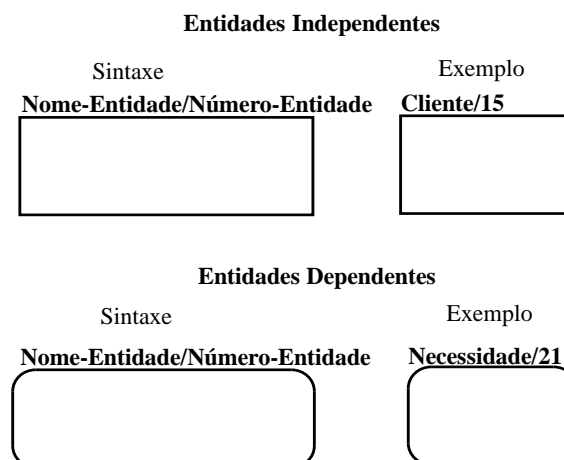 Entidades Independentes
Sintaxe Exemplo
Nome-Entidade/Número-Entidade Cliente/15
Entidades Dependentes
Sintaxe Exemplo
Nome-Entidade/Número-Entidade Necessidade/21